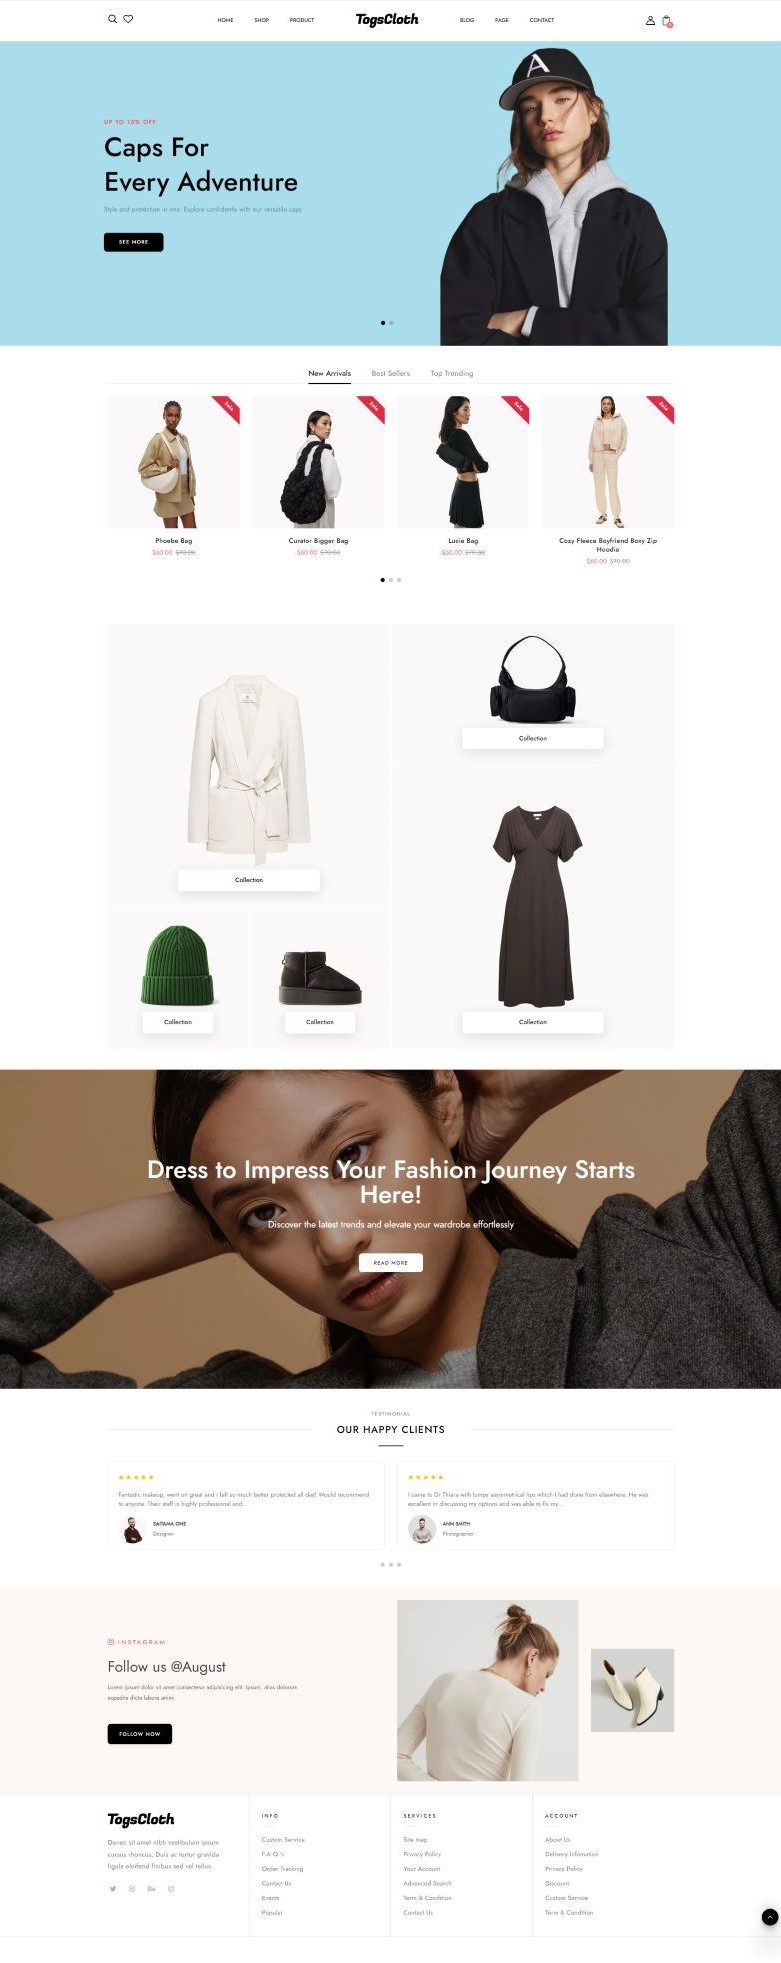 HOME SHOP PRODUCT TogsCloth BLOG PAGE CONTACT
UP TO 15% OFF
Caps For
Every Adventure
Style and protection in one. Explore confidently with our versatile caps
SEE MORE
A
New Arrivals Best Sellers Top Trending
Sale Sale Sale Sale
Phoebe Bag
$60.00 $70.00
Curator Bigger Bag
$60.00 $70.00
Lucie Bag
$60.00 $70.00
Cozy Fleece Boyfriend Boxy Zip
Hoodie
$60.00 $70.00
Collection
Collection
Collection
Collection
Collection
Dress to Impress Your Fashion Journey Starts
Here!
Discover the latest trends and elevate your wardrobe effortlessly
READ MORE
TESTIMONIAL
OUR HAPPY CLIENTS
Fantastic makeup, went on great and I felt so much better protected all day! Would recommend
to anyone. Their staff is highly professional and...
SAITAMA ONE
Designer
I came to Dr Thiara with lumpy asymmetrical lips which I had done from elsewhere. He was
excellent in discussing my options and was able to fix my...
ANN SMITH
Photographer
INSTAGRAM
Follow us @August
Lorem ipsum dolor sit amet consectetur adipisicing elit. Ipsum, alias dolorum
expedita dicta labore animi
FOLLOW NOW
TogsCloth
Donec sit amet nibh vestibulum ipsum
cursus rhoncus. Duis ac tortor gravida
ligula eleifend finibus sed vel tellus.
Bē
INFO
Custom Service
F.A.Q.'s
Order Tracking
Contact Us
Events
Popular
SERVICES
Site map
Privacy Policy
Your Account
Advanced Search
Term & Condition
Contact Us
ACCOUNT
About Us
Delivery Infomation
Privacy Policy
Discount
Custom Service
Term & Condition